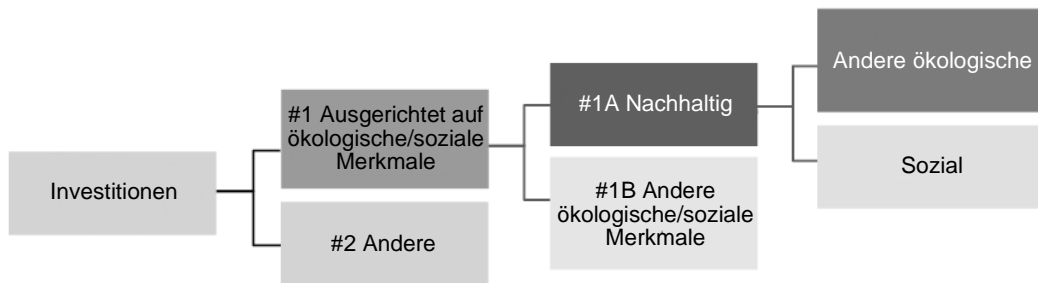 Investitionen
#1 Ausgerichtet auf
ökologische/soziale
Merkmale
#2 Andere
#1A Nachhaltig
#1B Andere
ökologische/soziale
Merkmale
Andere ökologische
Sozial